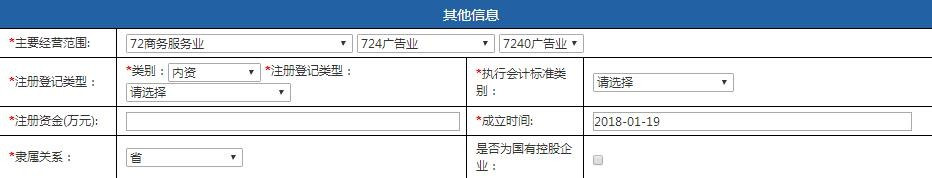 其他信息
*主要经营范围: 72商务服务业 724广告业 7240广告业
*注册登记类型： *类别：内资 *注册登记类型：
请选择
*执行会计标准类
别：
请选择
*注册资金(万元): *成立时间: 2018-01-19
*隶属关系： 省
是否为国有控股企
业：